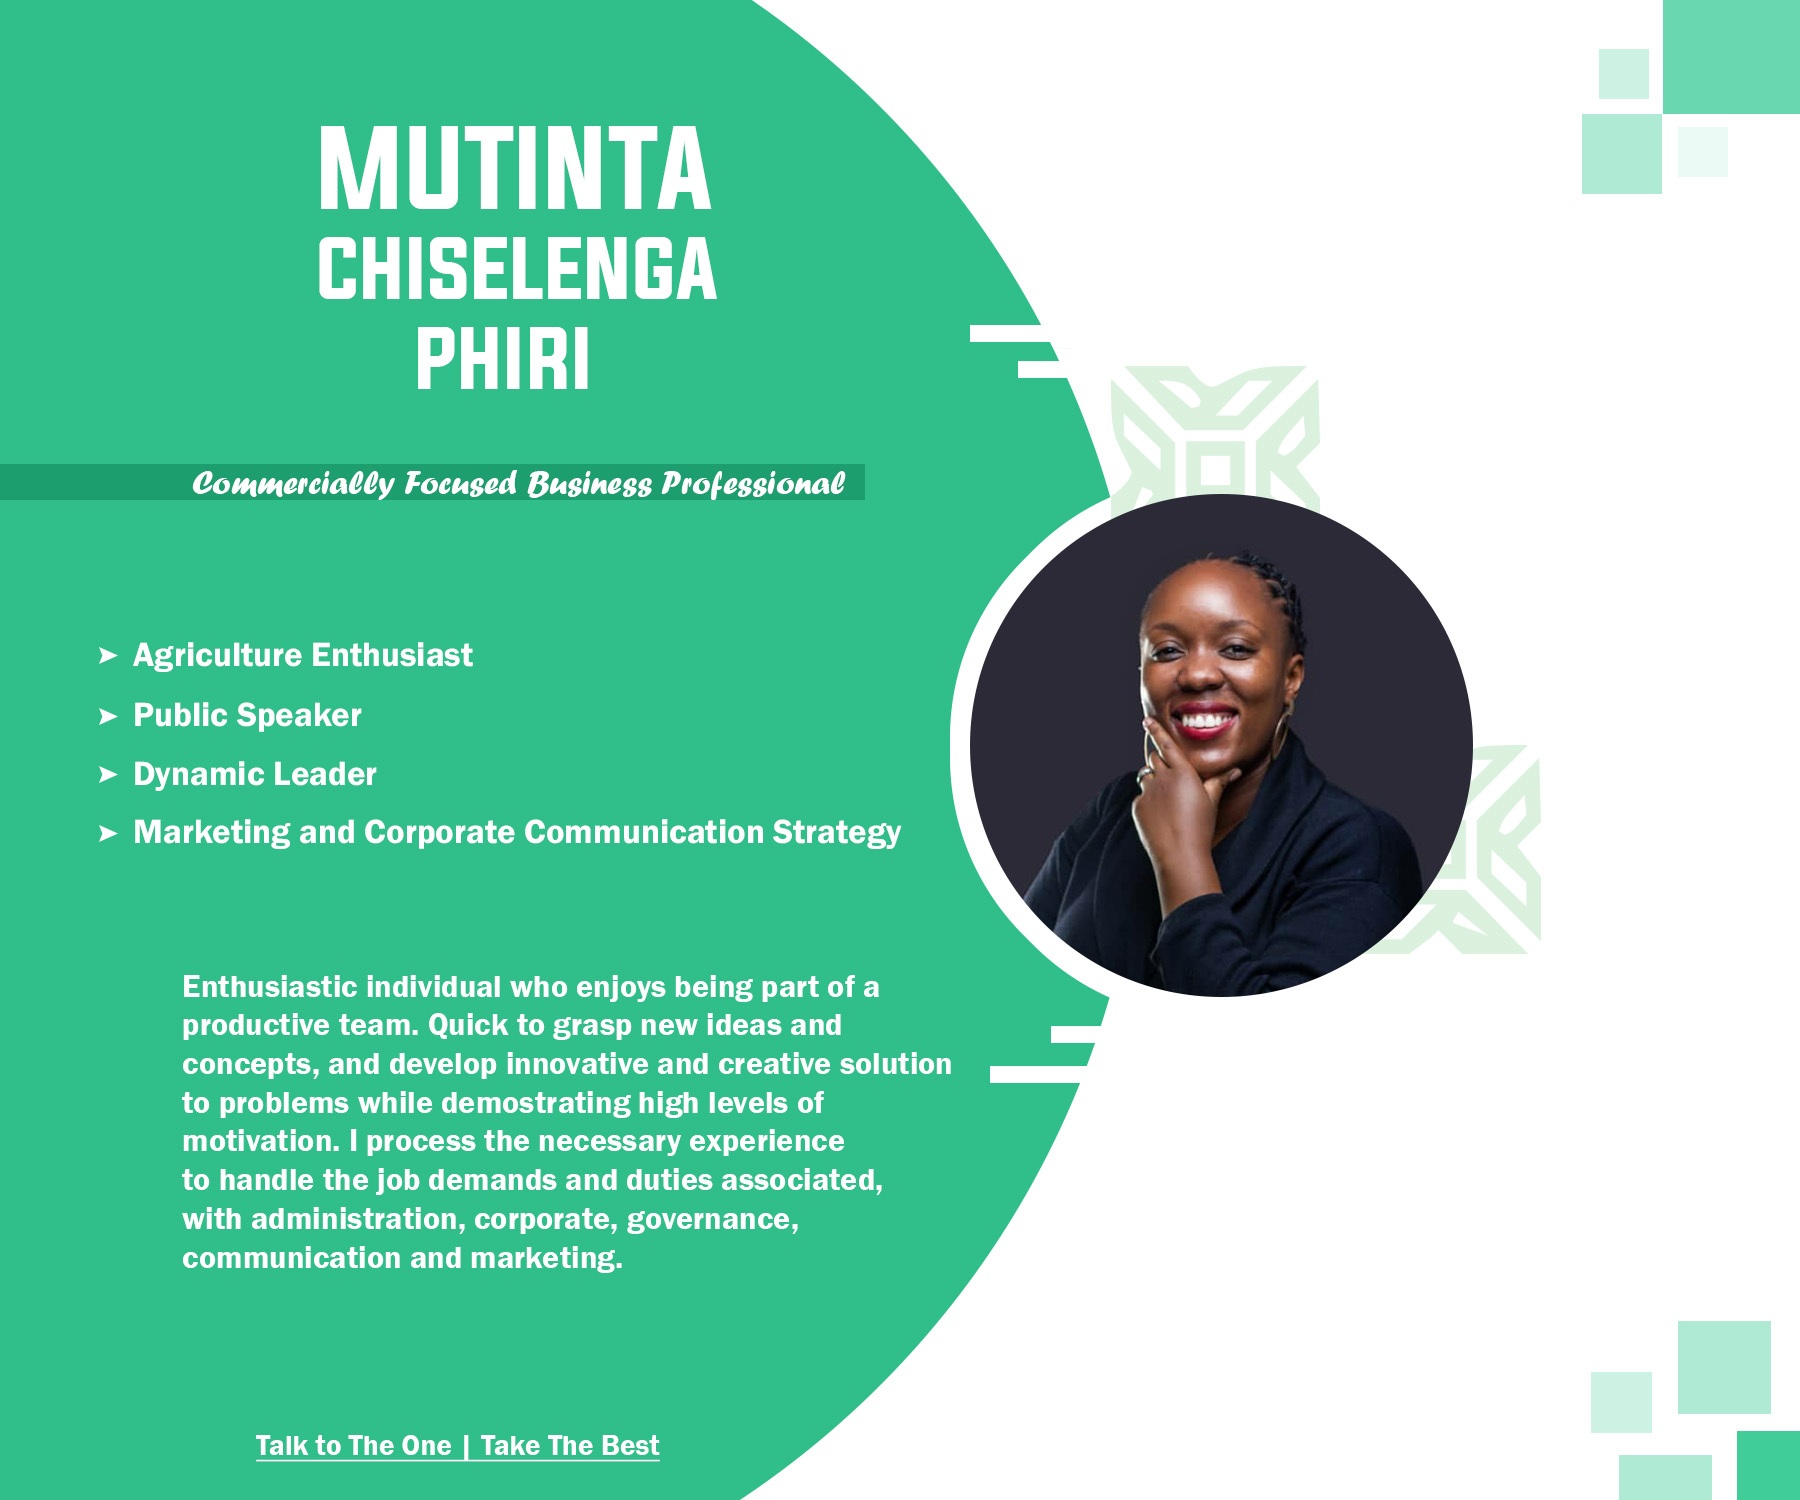 MUTINTA
CHISELENGA
PHIRI
Commercially Focused Business Professional
➤ Agriculture Enthusiast
➤ Public Speaker
➤ Dynamic Leader
➤ Marketing and Corporate Communication Strategy
Enthusiastic individual who enjoys being part of a
productive team. Quick to grasp new ideas and
concepts, and develop innovative and creative solution
to problems while demostrating high levels of
motivation. I process the necessary experience
to handle the job demands and duties associated,
with administration, corporate, governance,
communication and marketing.
Talk to The One | Take The Best